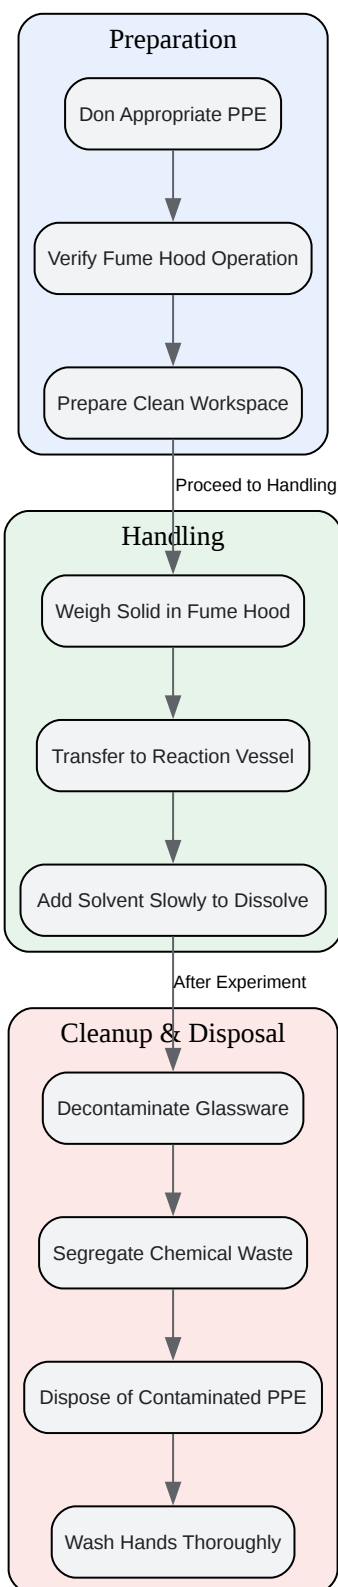 Preparation
Don Appropriate PPE
Verify Fume Hood Operation
Prepare Clean Workspace
Proceed to Handling
Handling
Weigh Solid in Fume Hood
Transfer to Reaction Vessel
Add Solvent Slowly to Dissolve
After Experiment
Cleanup & Disposal
Decontaminate Glassware
Segregate Chemical Waste
Dispose of Contaminated PPE
Wash Hands Thoroughly